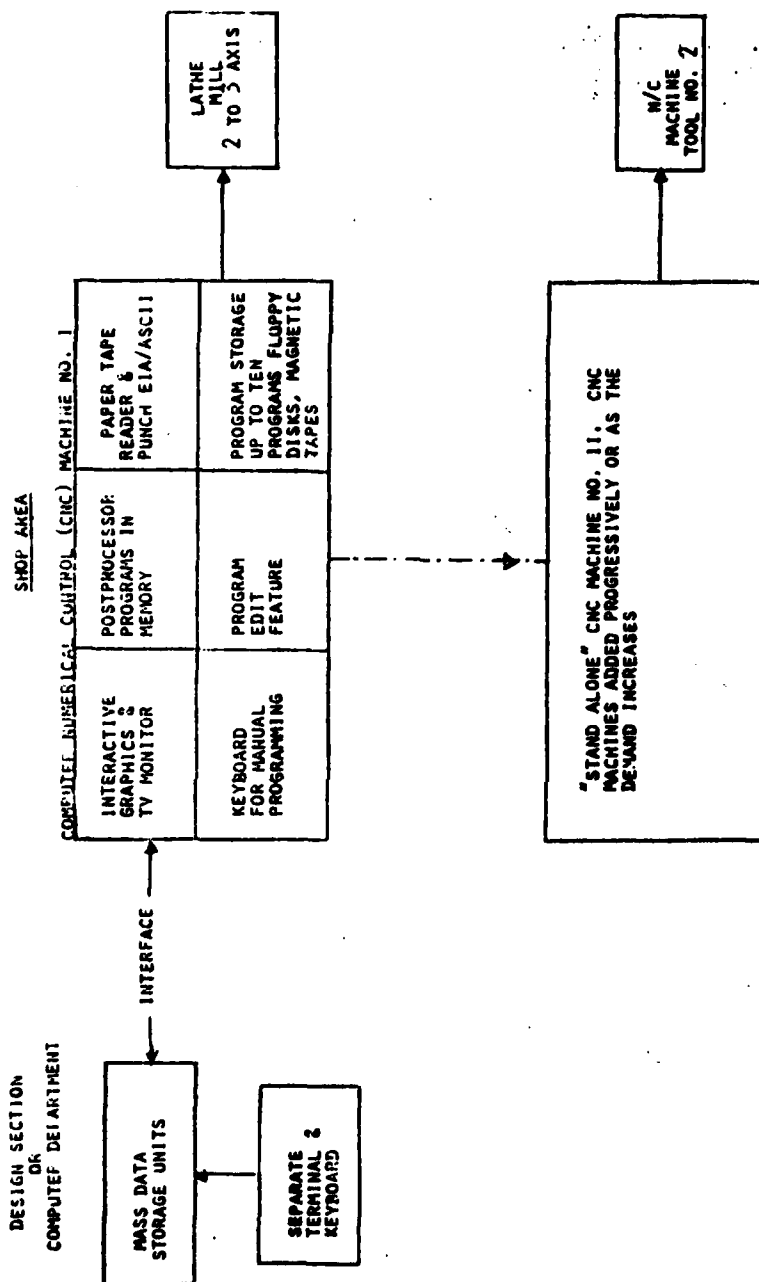 DESIGN SECTION
OR
COMPUTER DEPARTMENT
SHOP AREA
COMPUTER NUMERICAL CONTROL (CNC) MACHINE NO. I
MASS DATA
STORAGE UNITS
INTERFACE
SEPARATE
TERMINAL &
KEYBOARD
INTERACTIVE
GRAPHICS &
TV MONITOR
POSTPROCESSOR
PROGRAMS IN
MEMORY
PAPER TAPE
READER &
PUNCH EIA/ASCII
KEYBOARD
FOR MANUAL
PROGRAMMING
PROGRAM
EDIT
FEATURE
PROGRAM STORAGE
UP TO TEN
PROGRAMS FLOPPY
DISKS, MAGNETIC
TAPES
LATHE
MILL
2 TO 5 AXIS
"STAND ALONE" CNC MACHINE NO. II. CNC
MACHINES ADDED PROGRESSIVELY OR AS THE
DEMAND INCREASES
N/C
MACHINE
TOOL NO. 2